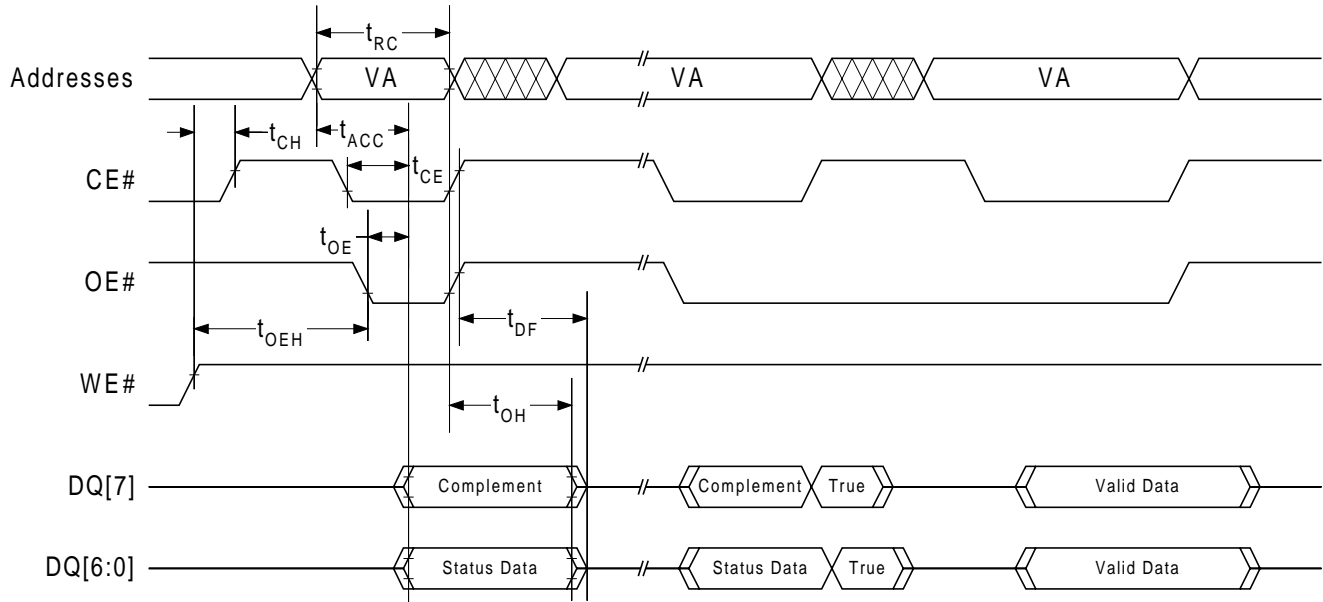 tRC
Addresses VA VA VA
tCH tACC
CE# tCE
tOE
OE#
tOEH tDF
WE#
tOH
DQ[7] Complement Complement True Valid Data
DQ[6:0] Status Data Status Data True Valid Data